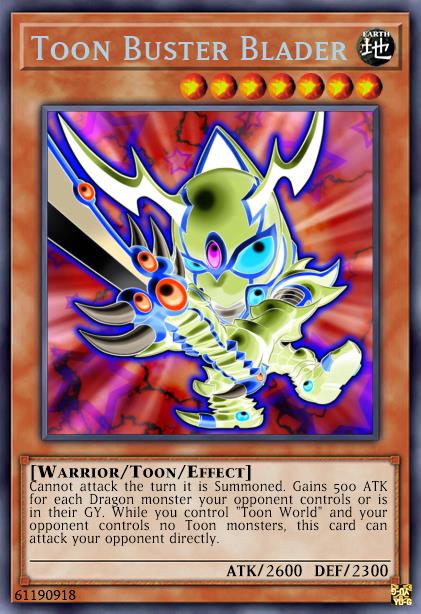 TOON BUSTER BLADER
EARTH
地
[WARRIOR/TOON/EFFECT]
Cannot attack the turn it is Summoned. Gains 500 ATK
for each Dragon monster your opponent controls or is
in their GY. While you control "Toon World" and your
opponent controls no Toon monsters, this card can
attack your opponent directly.
ATK/2600 DEF/2300
61190918